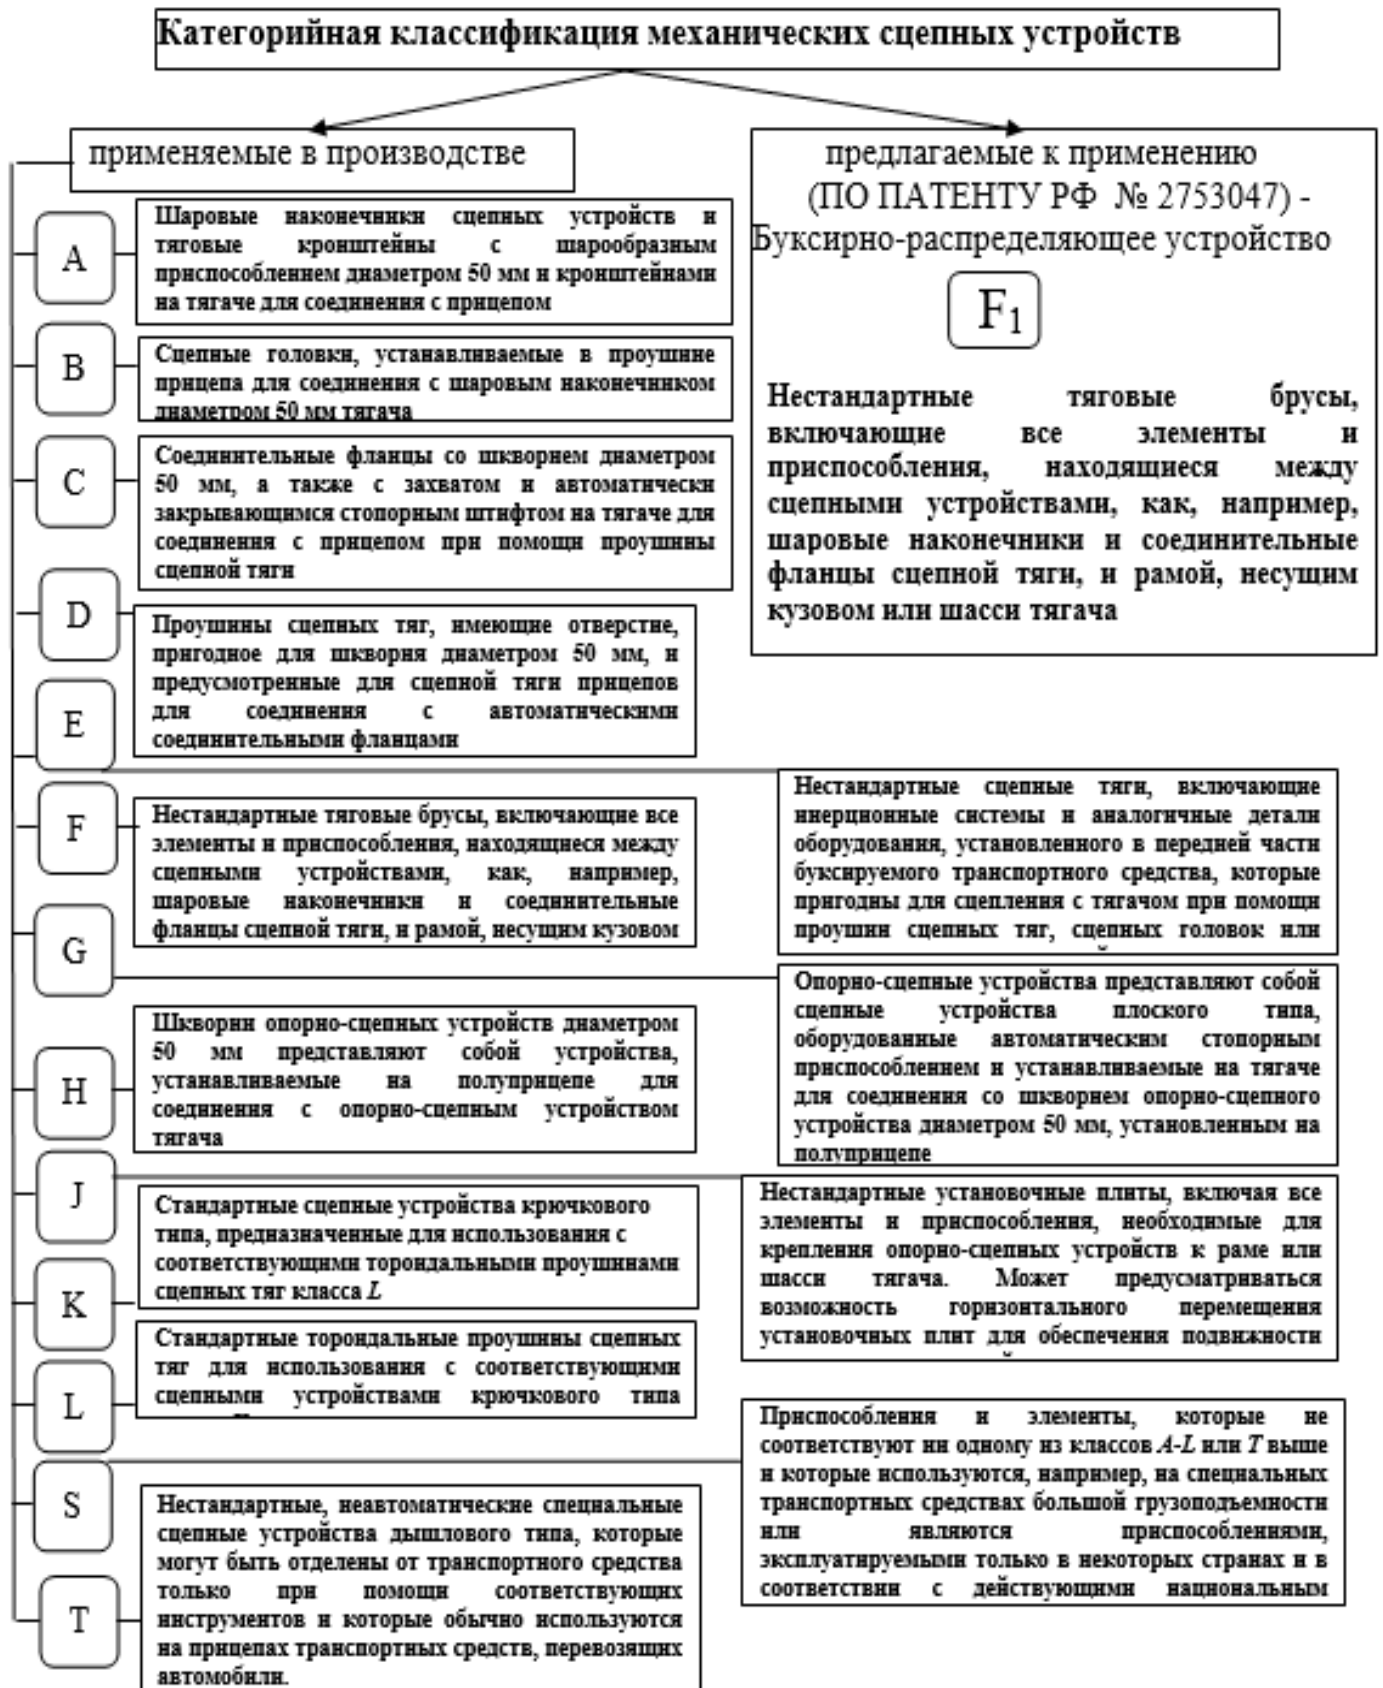 Категорийная классификация механических сцепных устройств
применяемые в производстве
A
Шаровые наконечники сцепных устройств и
тяговые кронштейны с шарообразным
приспособлением диаметром 50 мм и кронштейнами
на тягаче для соединения с прицепом
B
Сцепные головки, устанавливаемые в проушине
прицепа для соединения с шаровым наконечником
диаметром 50 мм тягача
C
Соединительные фланцы со шкворнем диаметром
50 мм, а также с захватом и автоматически
закрывающимся стопорным штифтом на тягаче для
соединения с прицепом при помощи проушины
сцепной тяги
D
Проушины сцепных тяг, имеющие отверстие,
пригодное для шкворня диаметром 50 мм, и
предусмотренные для сцепной тяги прицепов
для соединения с автоматическими
соединительными фланцами
E
Нестандартные сцепные тяги, включающие
инерционные системы и аналогичные детали
оборудования, установленного в передней части
буксируемого транспортного средства, которые
пригодны для сцепления с тягачом при помощи
проушин сцепных тяг, сцепных головок или
F
Нестандартные тяговые брусы, включающие все
элементы и приспособления, находящиеся между
сцепными устройствами, как, например,
шаровые наконечники и соединительные
фланцы сцепной тяги, и рамой, несущим кузовом
G
Опорно-сцепные устройства представляют собой
сцепные устройства плоского типа,
оборудованные автоматическим стопорным
приспособлением и устанавливаемые на тягаче
для соединения со шкворнем опорно-сцепного
устройства диаметром 50 мм, установленным на
полуприцепе
H
Шкворни опорно-сцепных устройств диаметром
50 мм представляют собой устройства,
устанавливаемые на полуприцепе для
соединения с опорно-сцепным устройством
тягача
J
Нестандартные установочные плиты, включая все
элементы и приспособления, необходимые для
крепления опорно-сцепных устройств к раме или
шасси тягача. Может предусматриваться
возможность горизонтального перемещения
установочных плит для обеспечения подвижности
K
Стандартные сцепные устройства крючкового
типа, предназначенные для использования с
соответствующими тороидальными проушинами
сцепных тяг класса L
L
Стандартные тороидальные проушины сцепных
тяг для использования с соответствующими
сцепными устройствами крючкового типа
S
Приспособления и элементы, которые не
соответствуют ни одному из классов A-L или T выше
и которые используются, например, на специальных
транспортных средствах большой грузоподъемности
или являются приспособлениями,
эксплуатируемыми только в некоторых странах и в
соответствии с действующими национальным
T
Нестандартные, неавтоматические специальные
сцепные устройства дышлового типа, которые
могут быть отделены от транспортного средства
только при помощи соответствующих
инструментов и которые обычно используются
на прицепах транспортных средств, перевозящих
автомобили.
предлагаемые к применению
(ПО ПАТЕНТУ РФ № 2753047) -
Буксирно-распределяющее устройство
F1
Нестандартные тяговые брусы,
включающие все элементы и
приспособления, находящиеся между
сцепными устройствами, как, например,
шаровые наконечники и соединительные
фланцы сцепной тяги, и рамой, несущим
кузовом или шасси тягача